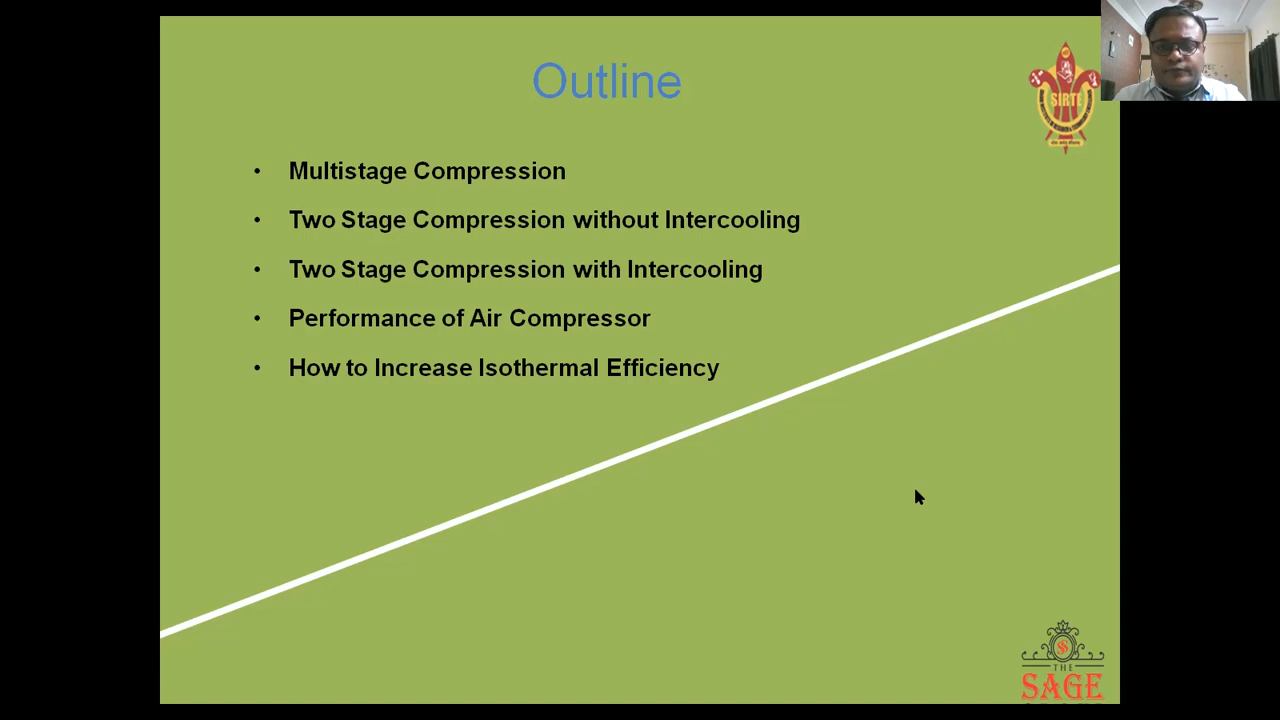 Outline
SIRTE
• Multistage Compression
• Two Stage Compression without Intercooling
• Two Stage Compression with Intercooling
• Performance of Air Compressor
• How to Increase Isothermal Efficiency
THE
SAGE